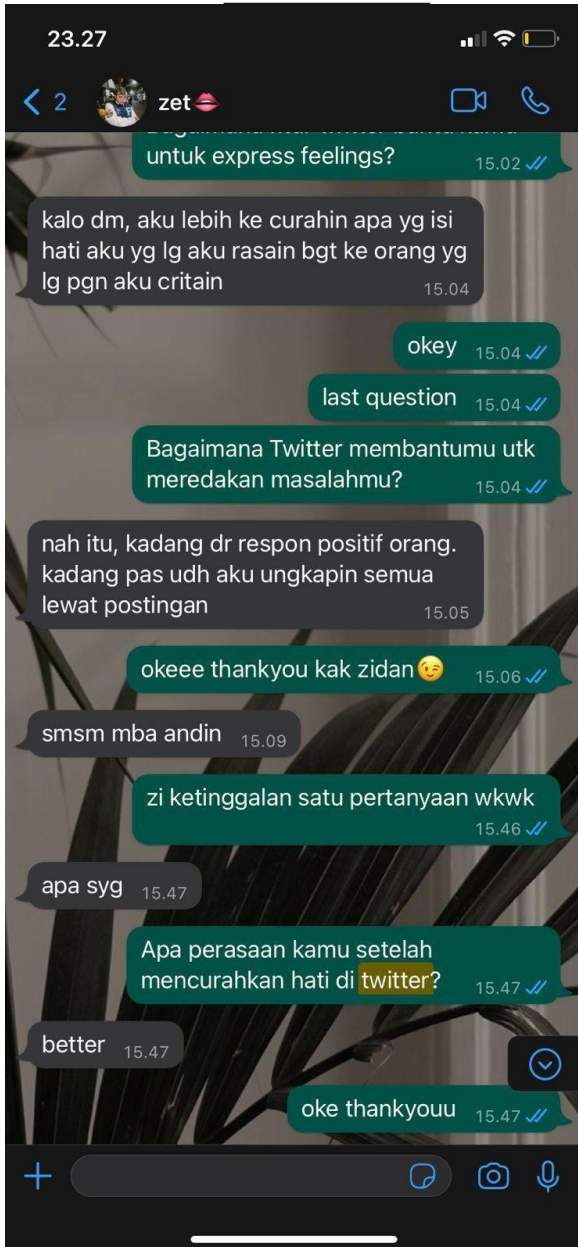 23.27
2 zet🫦
untuk express feelings? 15.02
kalo dm, aku lebih ke curahin apa yg isi
hati aku yg lg aku rasain bgt ke orang yg
lg pgn aku critain 15.04
okey 15.04
last question 15.04
Bagaimana Twitter membantumu utk
meredakan masalahmu? 15.04
nah itu, kadang dr respon positif orang.
kadang pas udh aku ungkapin semua
lewat postingan 15.05
okeee thankyou kak zidan😉 15.06
smsm mba andin 15.09
zi ketinggalan satu pertanyaan wkwk
15.46
apa syg 15.47
Apa perasaan kamu setelah
mencurahkan hati di twitter? 15.47
better 15.47
oke thankyouu 15.47